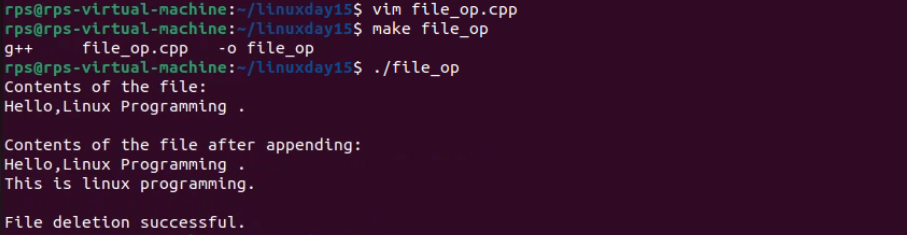 rps@rps-virtual-machine:~/linuxday15$ vim file_op.cpp
rps@rps-virtual-machine:~/linuxday15$ make file_op
g++     file_op.cpp   -o file_op
rps@rps-virtual-machine:~/linuxday15$ ./file_op
Contents of the file:
Hello,Linux Programming .

Contents of the file after appending:
Hello,Linux Programming .
This is linux programming.

File deletion successful.